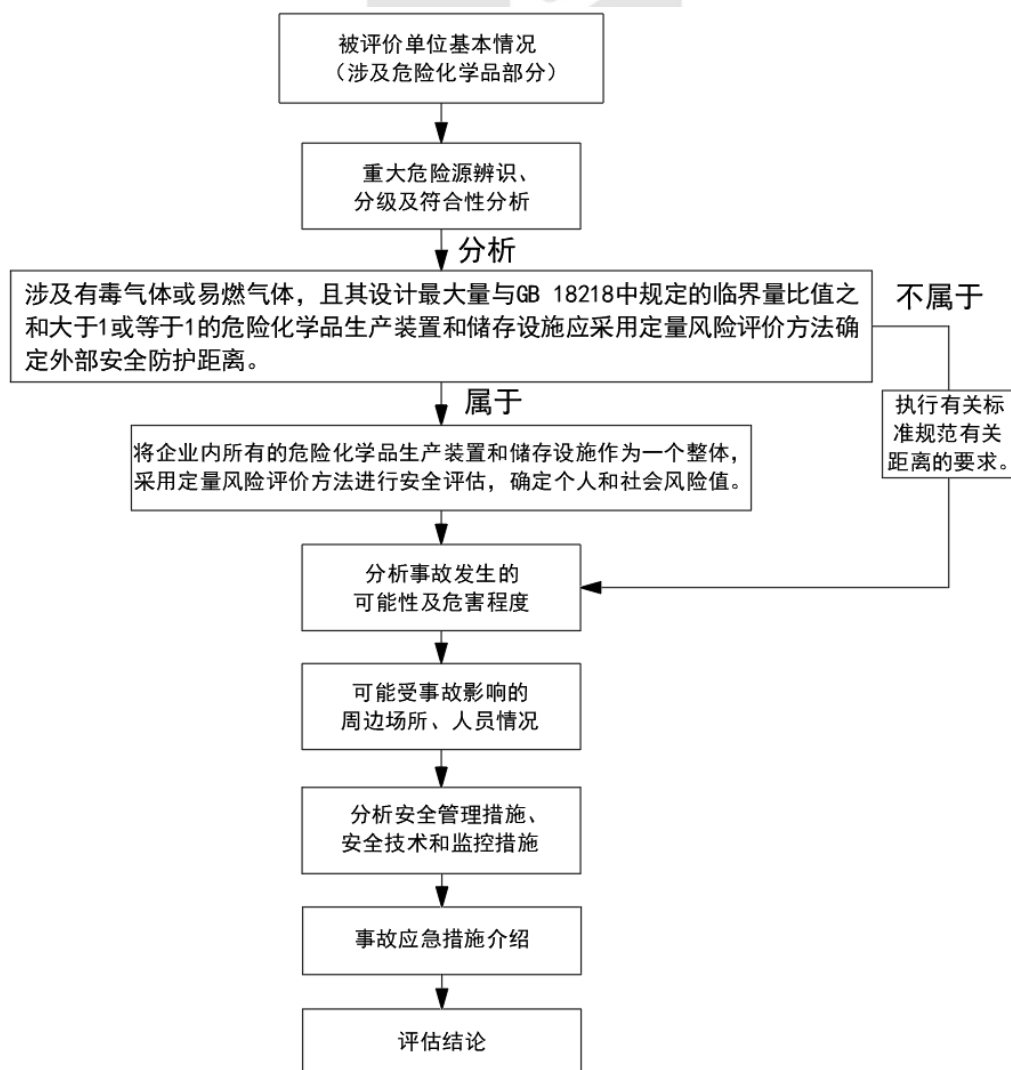 被评价单位基本情况
（涉及危险化学品部分）
重大危险源辨识、
分级及符合性分析
分析
涉及有毒气体或易燃气体，且其设计最大量与GB 18218中规定的临界量比值之
和大于1或等于1的危险化学品生产装置和储存设施应采用定量风险评价方法确
定外部安全防护距离。
不属于
属于
执行有关标
准规范有关
距离的要求。
将企业内所有的危险化学品生产装置和储存设施作为一个整体，
采用定量风险评价方法进行安全评估，确定个人和社会风险值。
分析事故发生的
可能性及危害程度
可能受事故影响的
周边场所、人员情况
分析安全管理措施、
安全技术和监控措施
事故应急措施介绍
评估结论